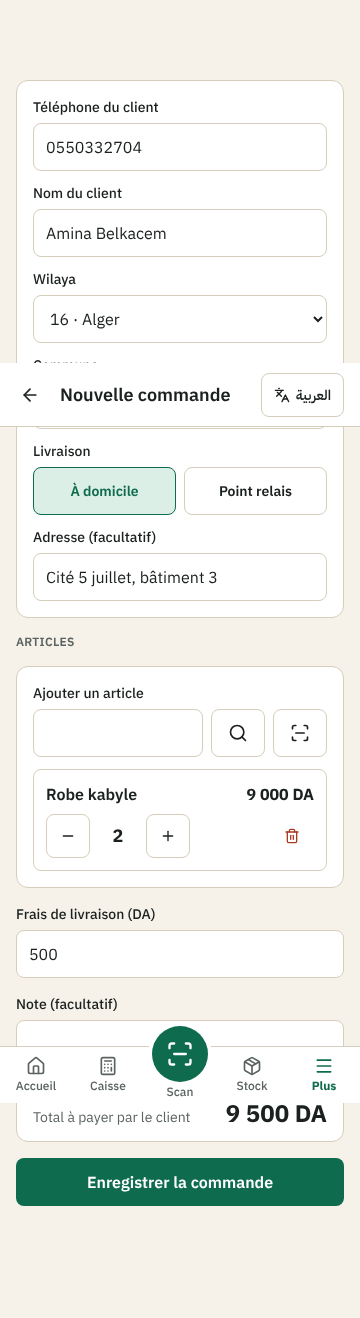 Téléphone du client
0550332704
Nom du client
Amina Belkacem
Wilaya
16 · Alger
Nouvelle commande
العربية
Livraison
À domicile
Point relais
Adresse (facultatif)
Cité 5 juillet, bâtiment 3
ARTICLES
Ajouter un article
Robe kabyle
9 000 DA
2
Frais de livraison (DA)
500
Note (facultatif)
Accueil
Caisse
Scan
Stock
Plus
Total à payer par le client
9 500 DA
Enregistrer la commande